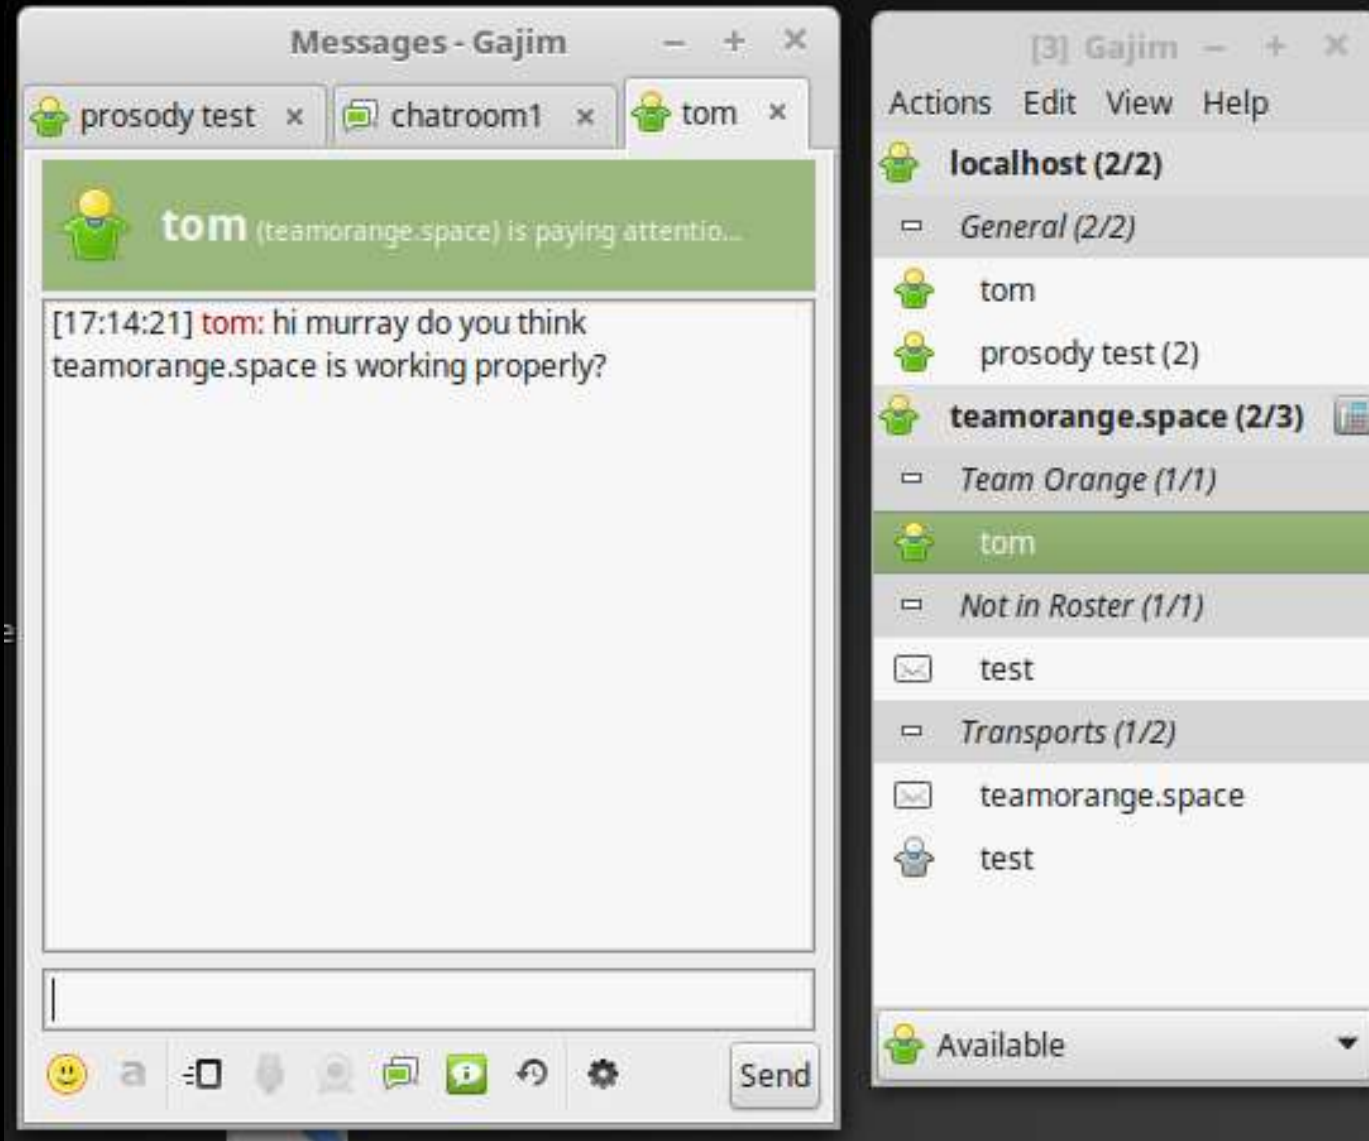 Messages - Gajim
prosody test
chatroom1
tom
tom (teamorange.space) is paying attentio...
[17:14:21] tom: hi murray do you think
teamorange.space is working properly?
a
Send
[3] Gajim
Actions Edit View Help
localhost (2/2)
General (2/2)
tom
prosody test (2)
teamorange.space (2/3)
Team Orange (1/1)
tom
Not in Roster (1/1)
test
Transports (1/2)
teamorange.space
test
Available